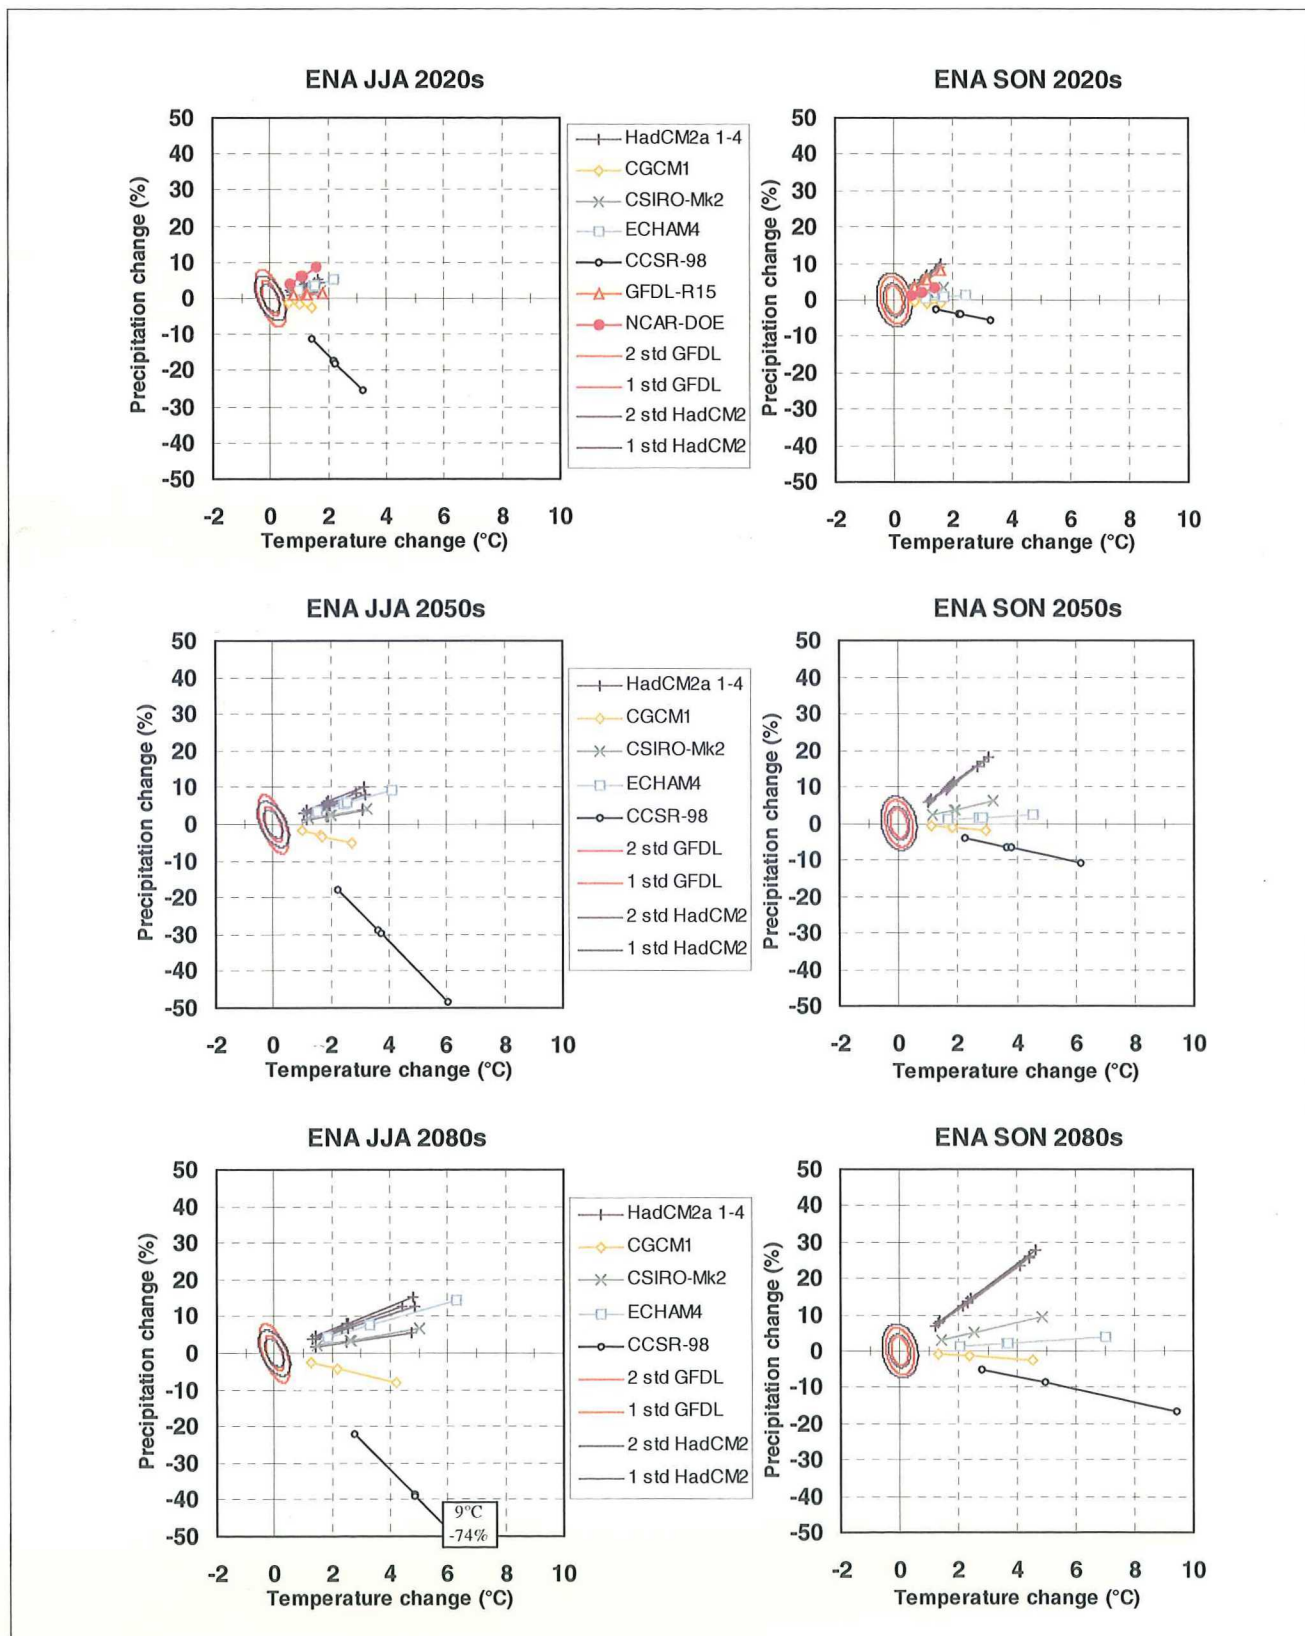 ENA JJA 2020s
50
40
30
20
10
0
-10
-20
-30
-40
-50
Precipitation change (%)
-2 0 2 4 6 8 10
Temperature change (°C)
HadCM2a 1-4
CGCM1
CSIRO-Mk2
ECHAM4
CCSR-98
GFDL-R15
NCAR-DOE
2 std GFDL
1 std GFDL
2 std HadCM2
1 std HadCM2
ENA SON 2020s
50
40
30
20
10
0
-10
-20
-30
-40
-50
Precipitation change (%)
-2 0 2 4 6 8 10
Temperature change (°C)
ENA JJA 2050s
50
40
30
20
10
0
-10
-20
-30
-40
-50
Precipitation change (%)
-2 0 2 4 6 8 10
Temperature change (°C)
HadCM2a 1-4
CGCM1
CSIRO-Mk2
ECHAM4
CCSR-98
2 std GFDL
1 std GFDL
2 std HadCM2
1 std HadCM2
ENA SON 2050s
50
40
30
20
10
0
-10
-20
-30
-40
-50
Precipitation change (%)
-2 0 2 4 6 8 10
Temperature change (°C)
ENA JJA 2080s
50
40
30
20
10
0
-10
-20
-30
-40
-50
Precipitation change (%)
9°C
-74%
-2 0 2 4 6 8 10
Temperature change (°C)
HadCM2a 1-4
CGCM1
CSIRO-Mk2
ECHAM4
CCSR-98
2 std GFDL
1 std GFDL
2 std HadCM2
1 std HadCM2
ENA SON 2080s
50
40
30
20
10
0
-10
-20
-30
-40
-50
Precipitation change (%)
-2 0 2 4 6 8 10
Temperature change (°C)